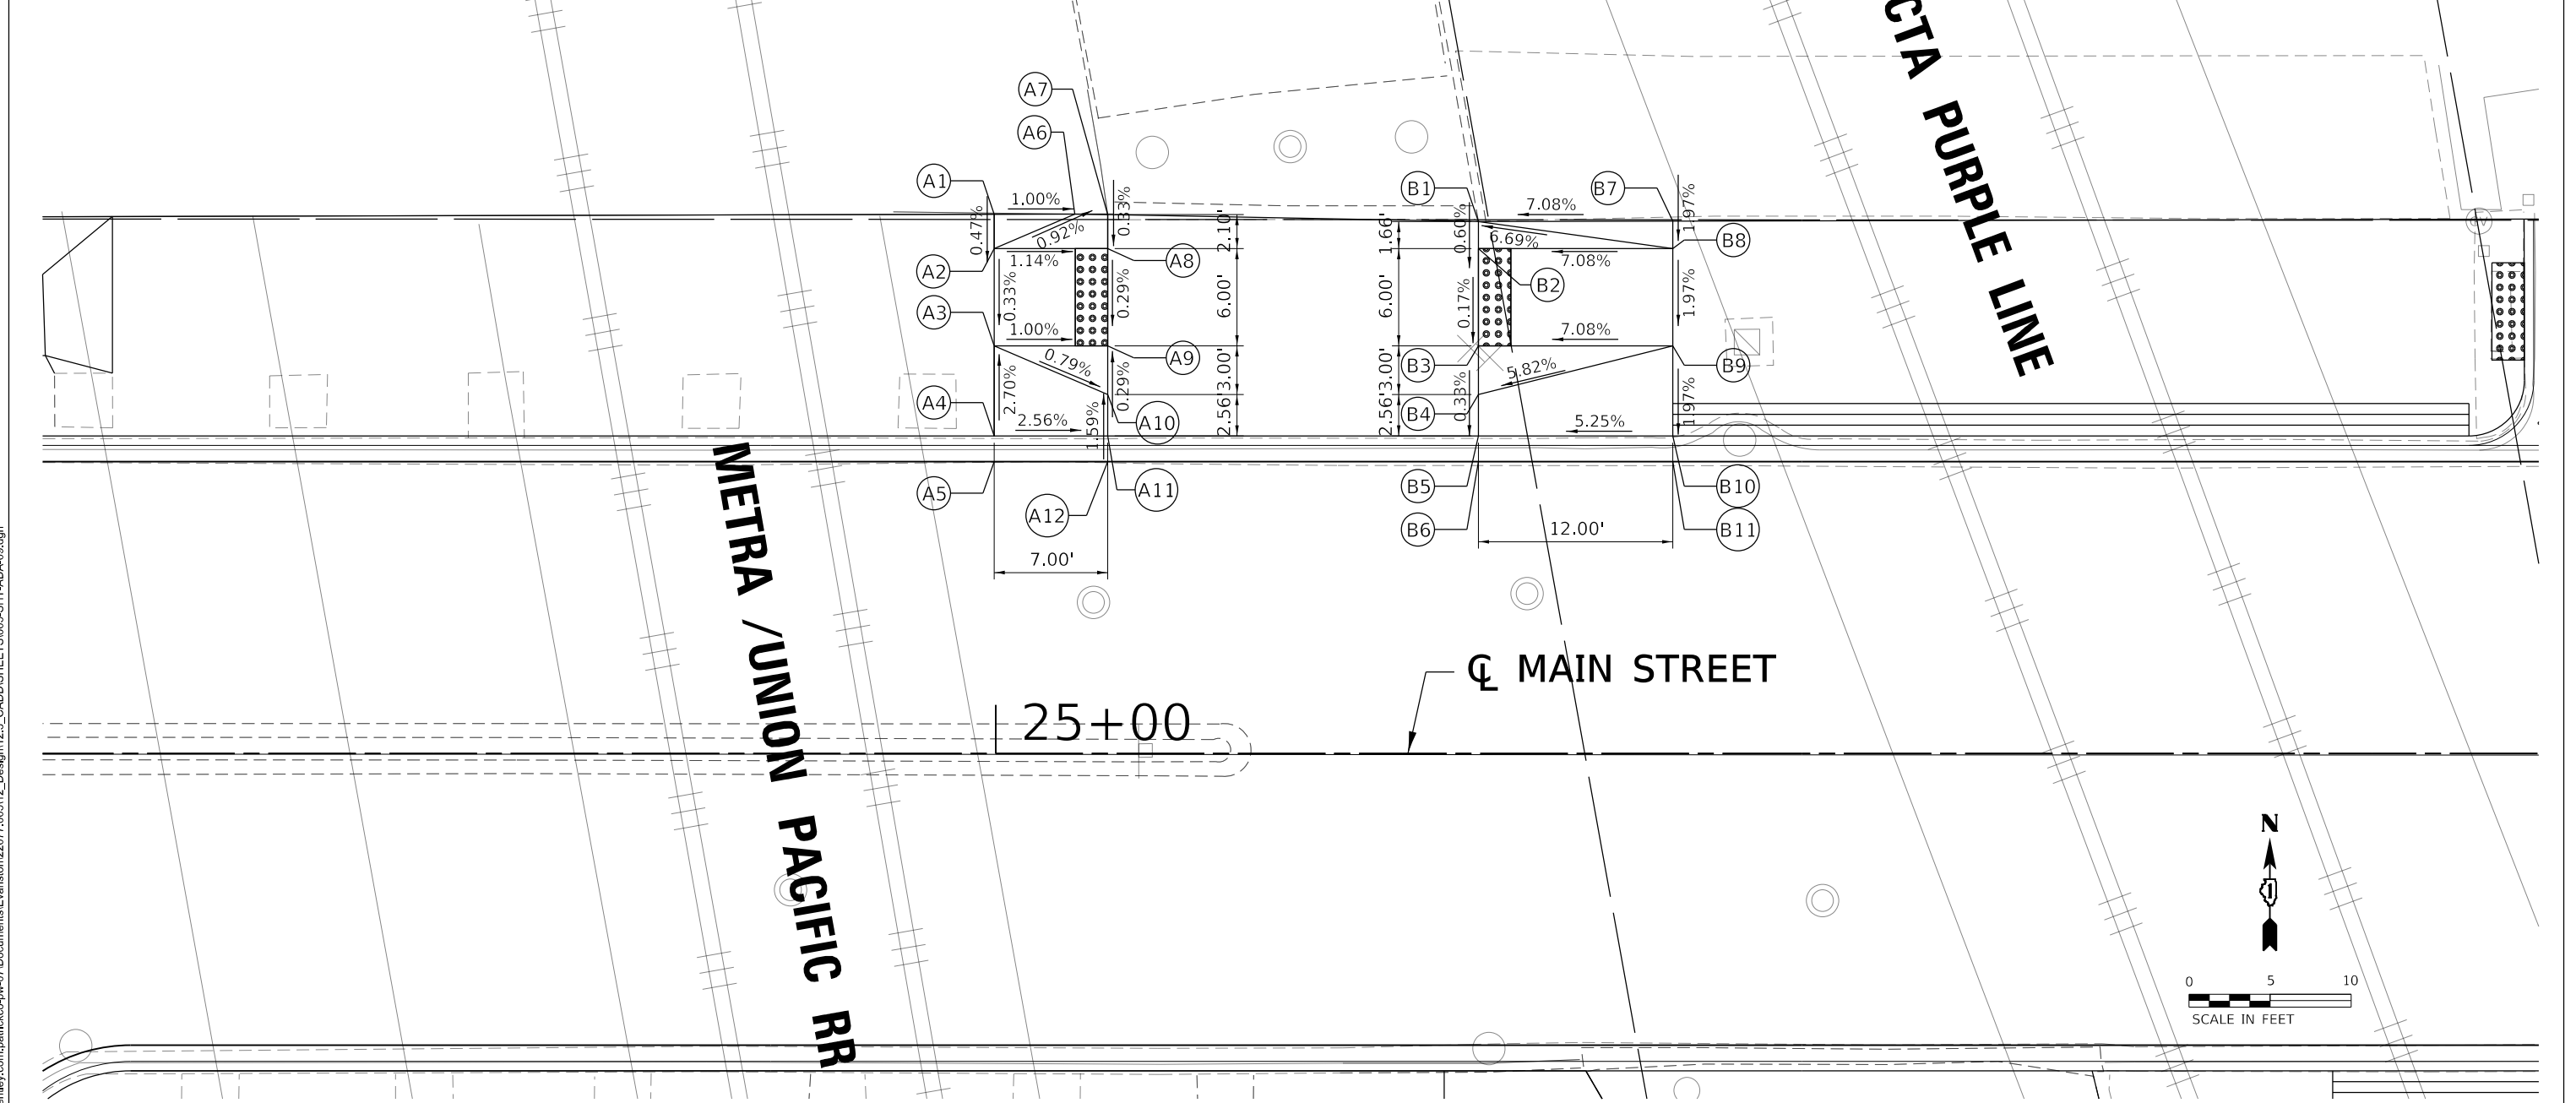 CTA PURPLE LINE
A7
A6
A1
1.00%
0.33%
0.47%
0.92%
2.10'
A2
1.14%
A8
A3
0.33%
0.29%
6.00'
1.00%
A9
0.79%
3.00'
A4
2.70%
0.29%
2.56%
1.59%
A10
2.56'
A5
A11
A12
7.00'
B1
B7
7.08%
1.97%
1.66'
0.60%
6.69%
B8
7.08%
B2
6.00'
0.17%
1.97%
7.08%
B3
B9
5.82%
3.00'
B4
0.33%
1.97%
5.25%
2.56'
B5
B10
B6
B11
12.00'
METRA /UNION PACIFIC RR
℄ MAIN STREET
25+00
N
1
0 5 10
SCALE IN FEET